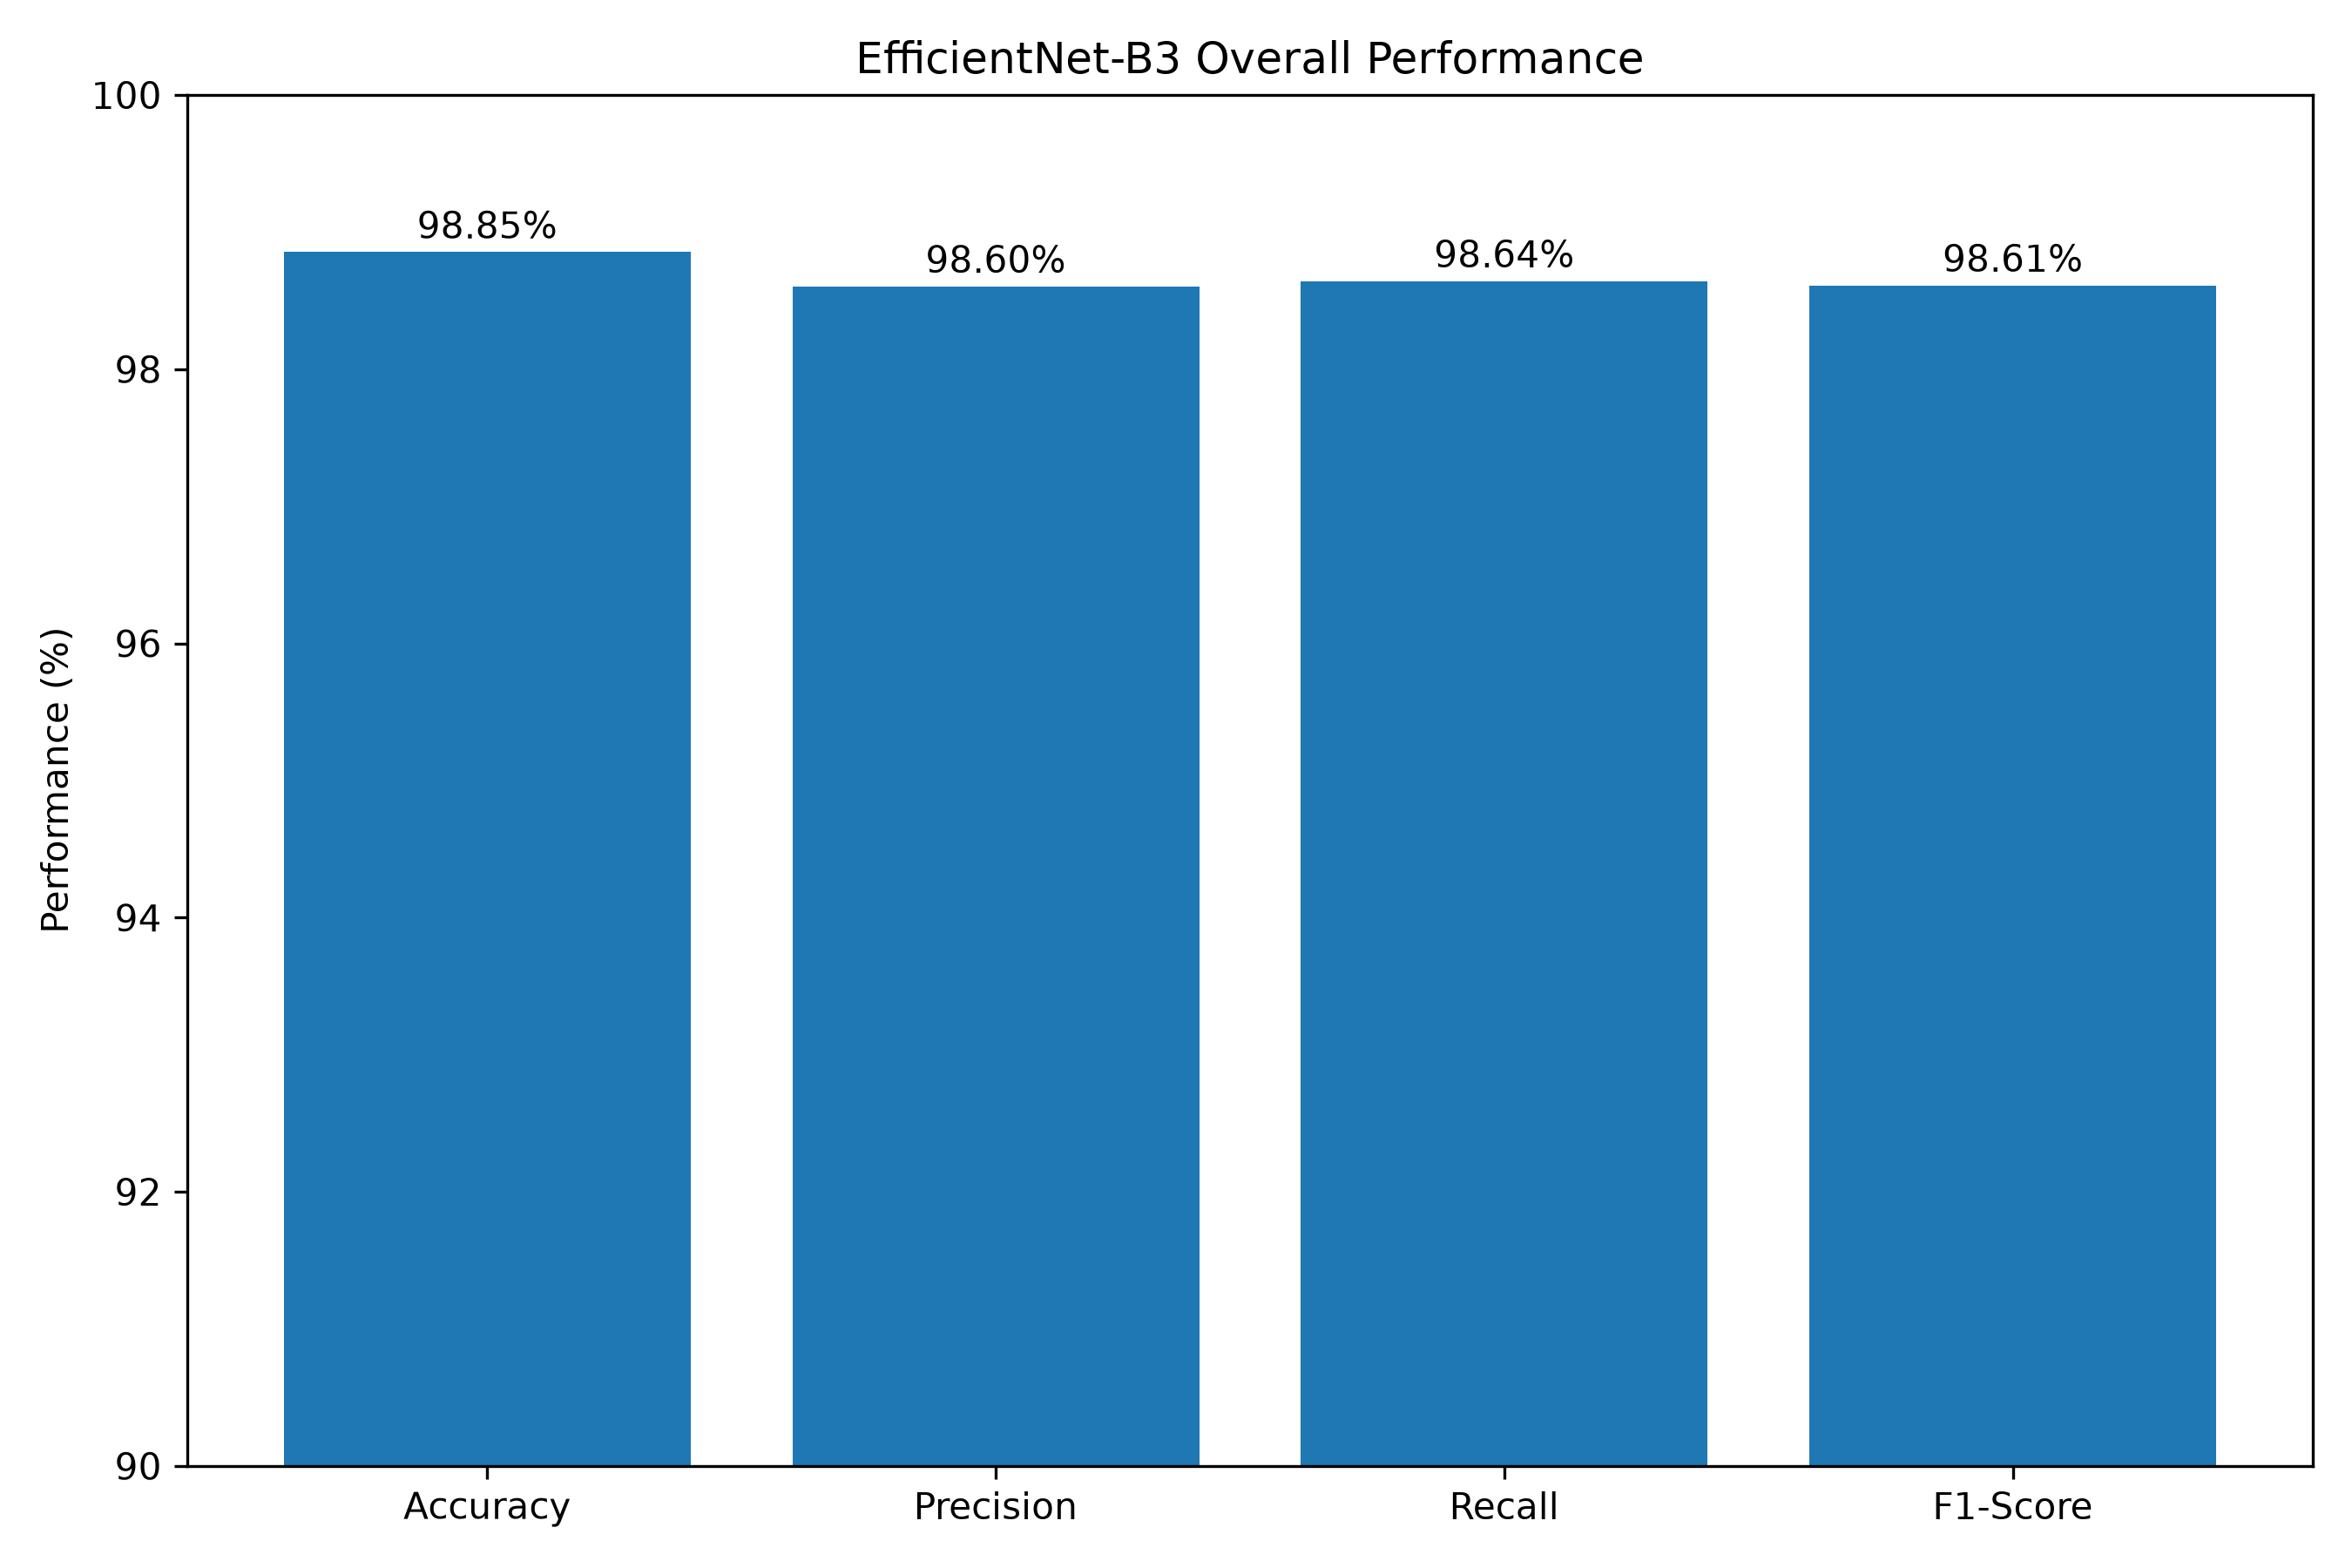 EfficientNet-B3 Overall Performance
Performance (%)
100
98
96
94
92
90
98.85%
98.60%
98.64%
98.61%
Accuracy
Precision
Recall
F1-Score